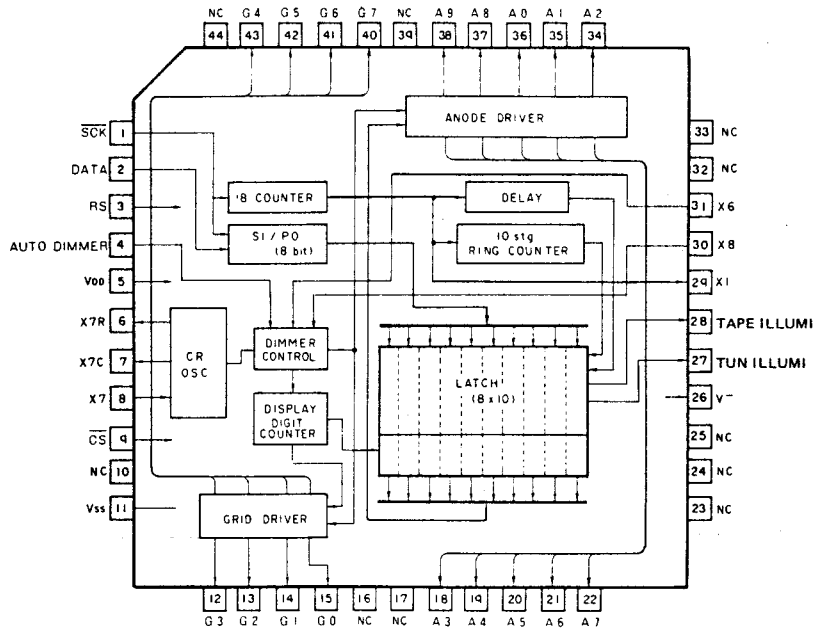 NC G4 G5 G6 G7 NC A9 A8 A0 A1 A2
44 43 42 41 40 39 38 37 36 35 34
SCK 1
DATA 2
RS 3
AUTO DIMMER 4
VDD 5
X7R 6
X7C 7
X7 8
CS 9
NC 10
Vss 11
ANODE DRIVER
1/8 COUNTER
DELAY
SI / PO
(8 bit)
10 stg
RING COUNTER
CR
OSC
DIMMER
CONTROL
DISPLAY
DIGIT
COUNTER
LATCH
(8 x 10)
GRID DRIVER
33 NC
32 NC
31 X6
30 X8
29 X1
28 TAPE ILLUMI
27 TUN ILLUMI
26 V-
25 NC
24 NC
23 NC
12 13 14 15 16 17 18 19 20 21 22
G3 G2 G1 G0 NC NC A3 A4 A5 A6 A7